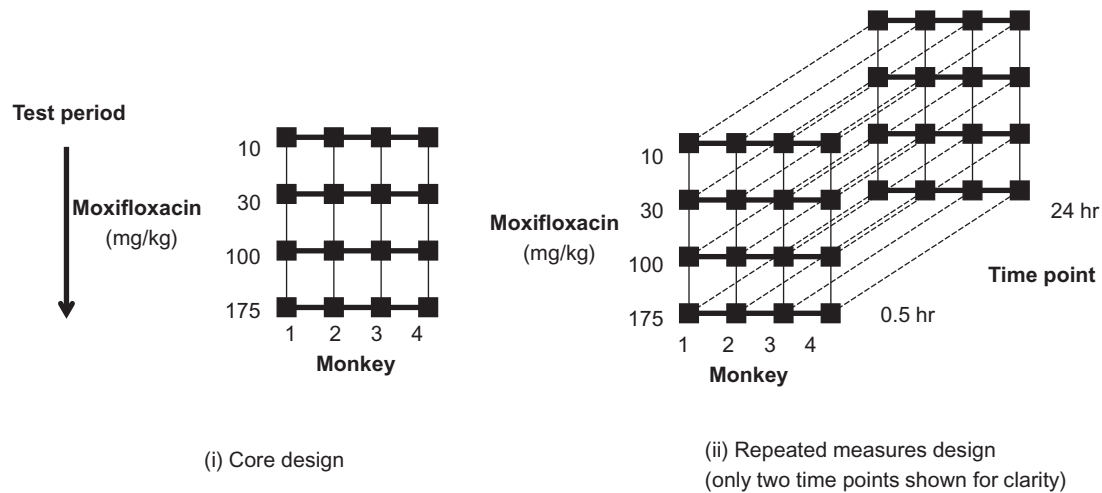 Test period
Moxifloxacin
(mg/kg)
10
30
100
175
1 2 3 4
Monkey
(i) Core design
Moxifloxacin
(mg/kg)
10
30
100
175
1 2 3 4
Monkey
24 hr
Time point
0.5 hr
(ii) Repeated measures design
(only two time points shown for clarity)